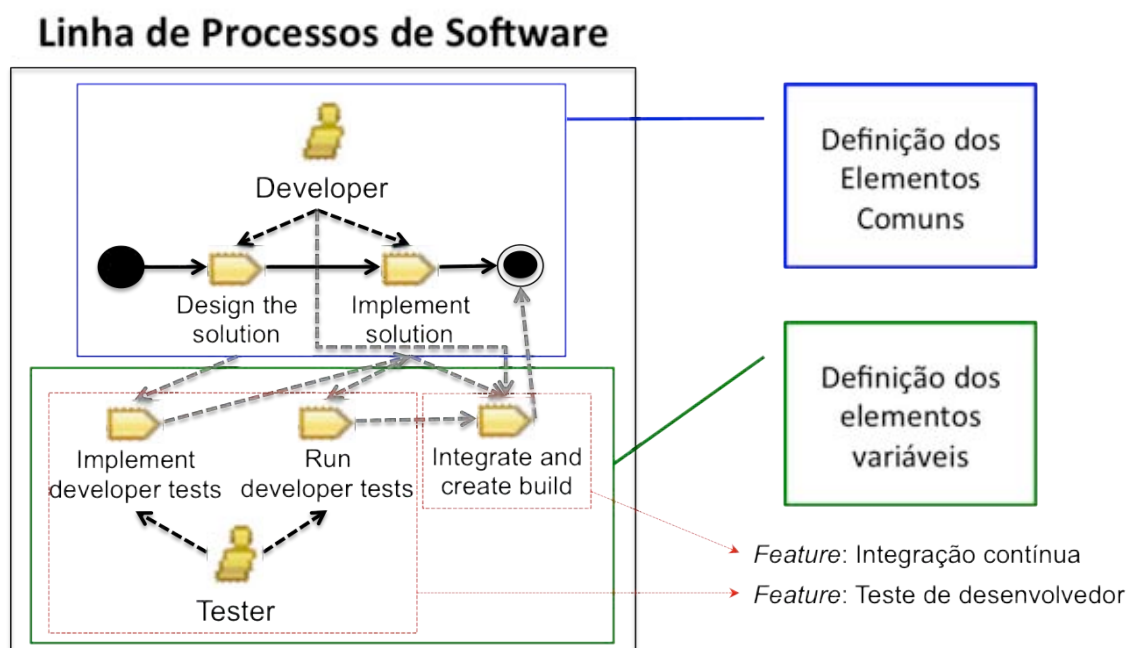 Linha de Processos de Software
Developer
Design the
solution
Implement
solution
Implement
developer tests
Run
developer tests
Integrate and
create build
Tester
Definição dos
Elementos
Comuns
Definição dos
elementos
variáveis
Feature: Integração contínua
Feature: Teste de desenvolvedor